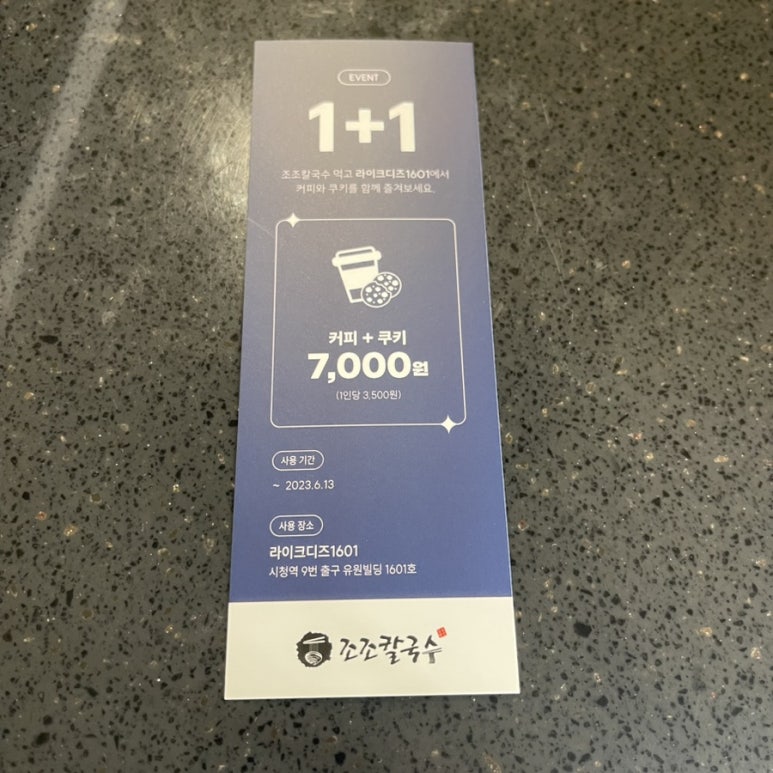 EVENT
1+1
조조칼국수 먹고 라이크디즈1601에서
커피와 쿠키를 함께 즐겨보세요.
커피 + 쿠키
7,000원
(1인당 3,500원)
사용 기간
~ 2023.6.13
사용 장소
라이크디즈1601
시청역 9번 출구 유원빌딩 1601호
조조칼국수